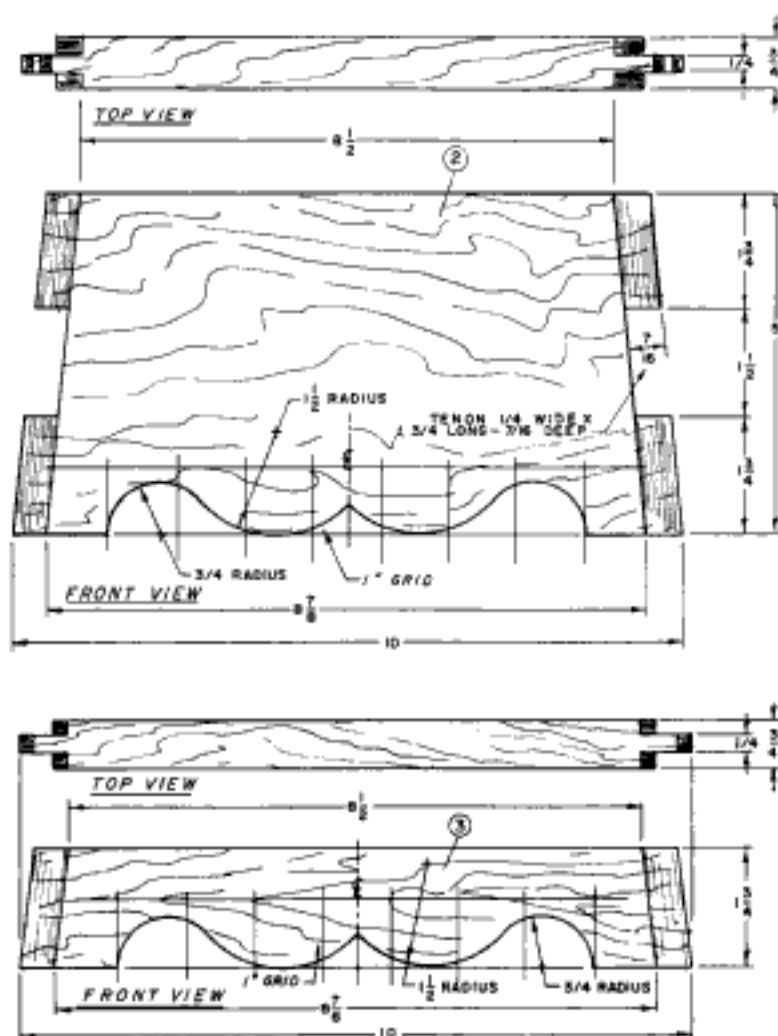 1/4
3/4
TOP VIEW
8 1/2
2
1 3/4
7/16
1 1/2
1 1/2 RADIUS
TENON 1/4 WIDE X
1 3/4 LONG - 7/16 DEEP
1 3/4
3/4 RADIUS
1" GRID
FRONT VIEW
8 7/8
10
1/4
3/4
TOP VIEW
8 1/2
3
1 3/4
1" GRID
1 1/2 RADIUS
3/4 RADIUS
FRONT VIEW
8 7/8
10